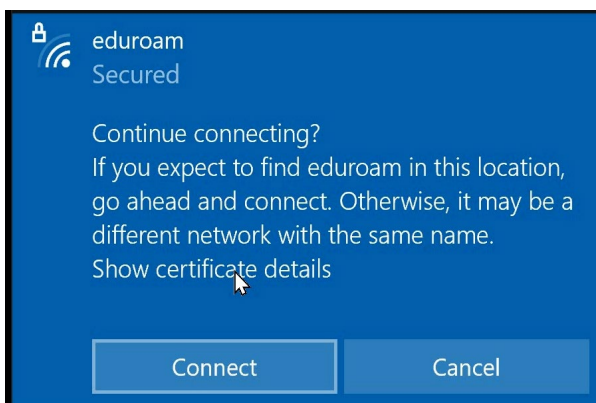 eduroam
Secured
Continue connecting?
If you expect to find eduroam in this location,
go ahead and connect. Otherwise, it may be a
different network with the same name.
Show certificate details
Connect
Cancel